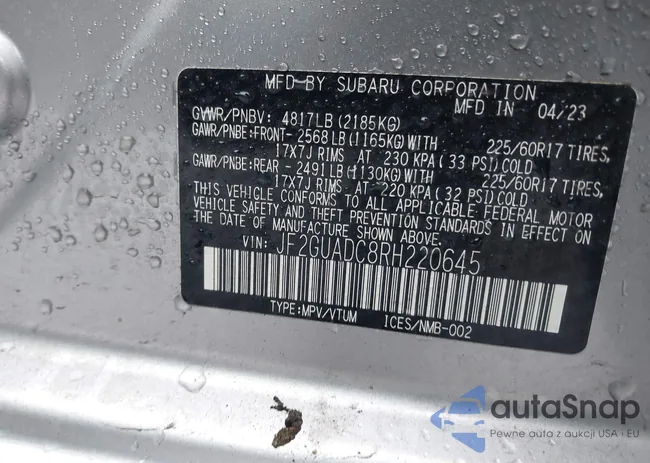 MFD BY SUBARU CORPORATION
MFD IN 04/23
GVWR/PNBV: 4817LB (2185KG)
GAWR/PNBE:FRONT- 2568 LB (1165KG) WITH 225/60R17 TIRES,
17X7J RIMS AT 230 KPA (33 PSI) COLD
GAWR/PNBE:REAR - 2491 LB (1130KG) WITH 225/60R17 TIRES,
17X7J RIMS AT 220 KPA (32 PSI) COLD
THIS VEHICLE CONFORMS TO ALL APPLICABLE FEDERAL MOTOR
VEHICLE SAFETY AND THEFT PREVENTION STANDARDS IN EFFECT ON
THE DATE OF MANUFACTURE SHOWN ABOVE.
VIN: JF2GUADC8RH220645
TYPE:MPV/VTUM ICES/NMB-002
autoSnap
Pewne auta z aukcji USA i EU